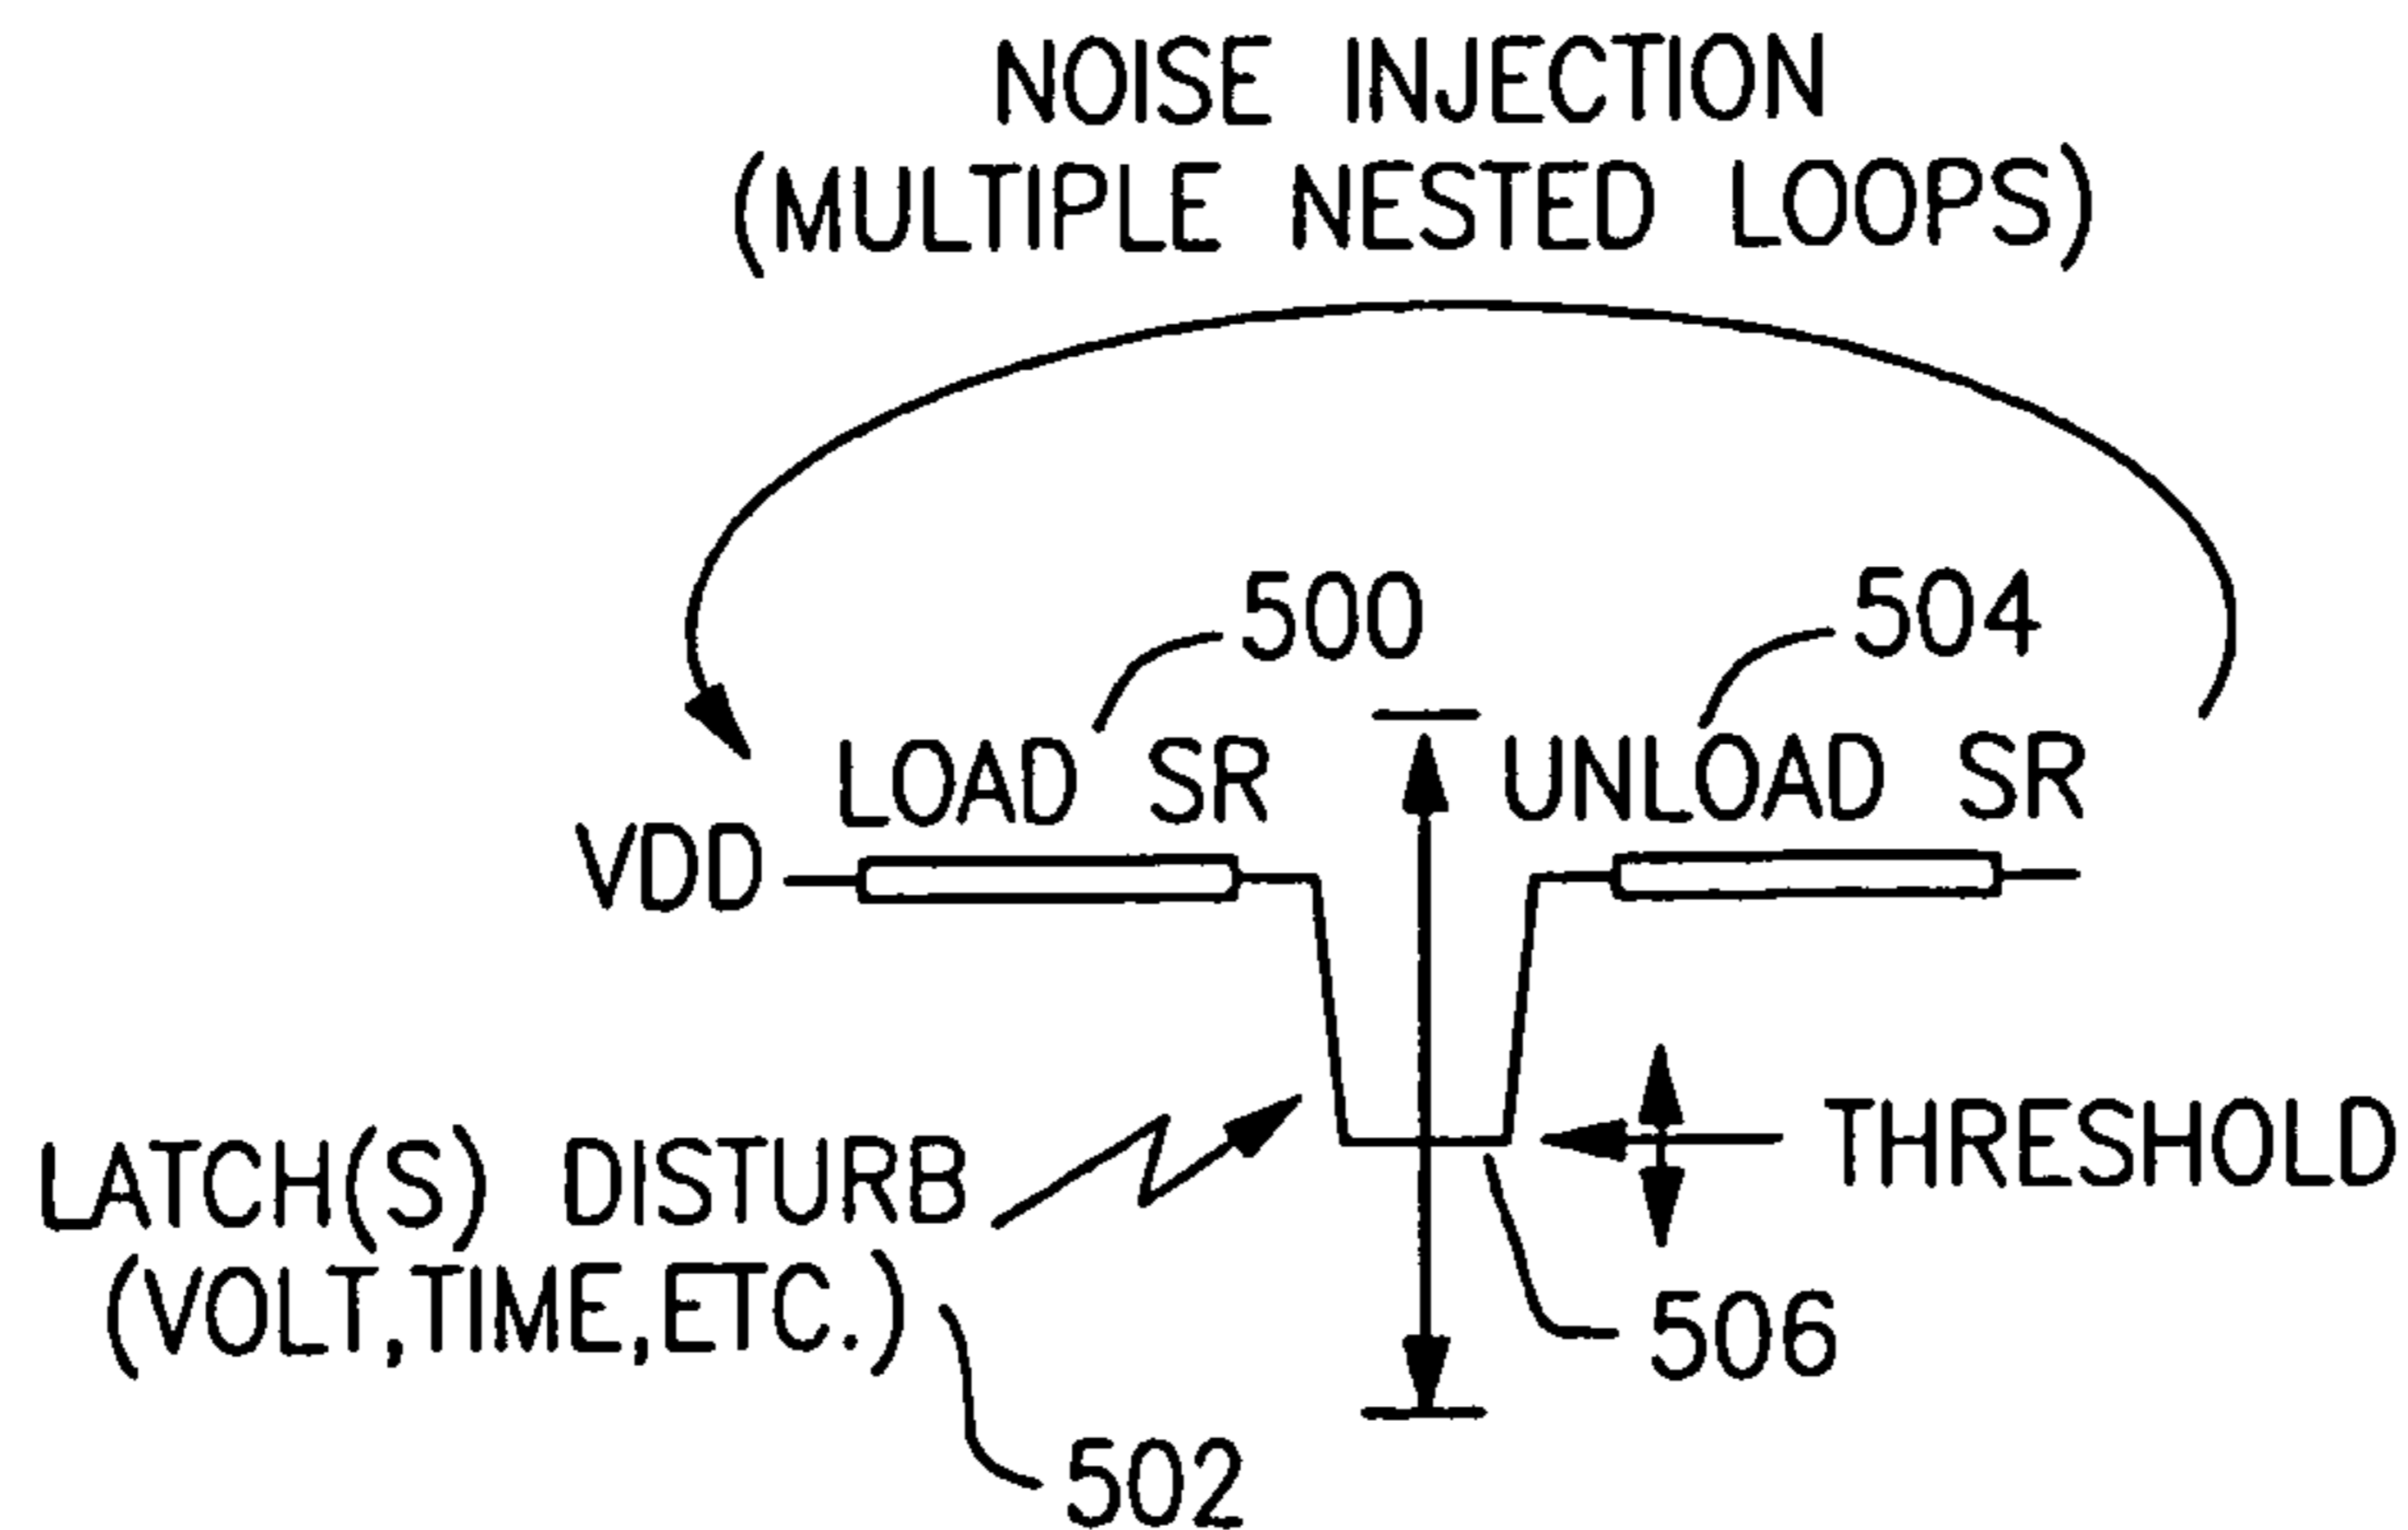 NOISE INJECTION
(MULTIPLE NESTED LOOPS)
500
504
LOAD SR
UNLOAD SR
VDD
THRESHOLD
LATCH(S) DISTURB
(VOLT,TIME,ETC.)
506
502